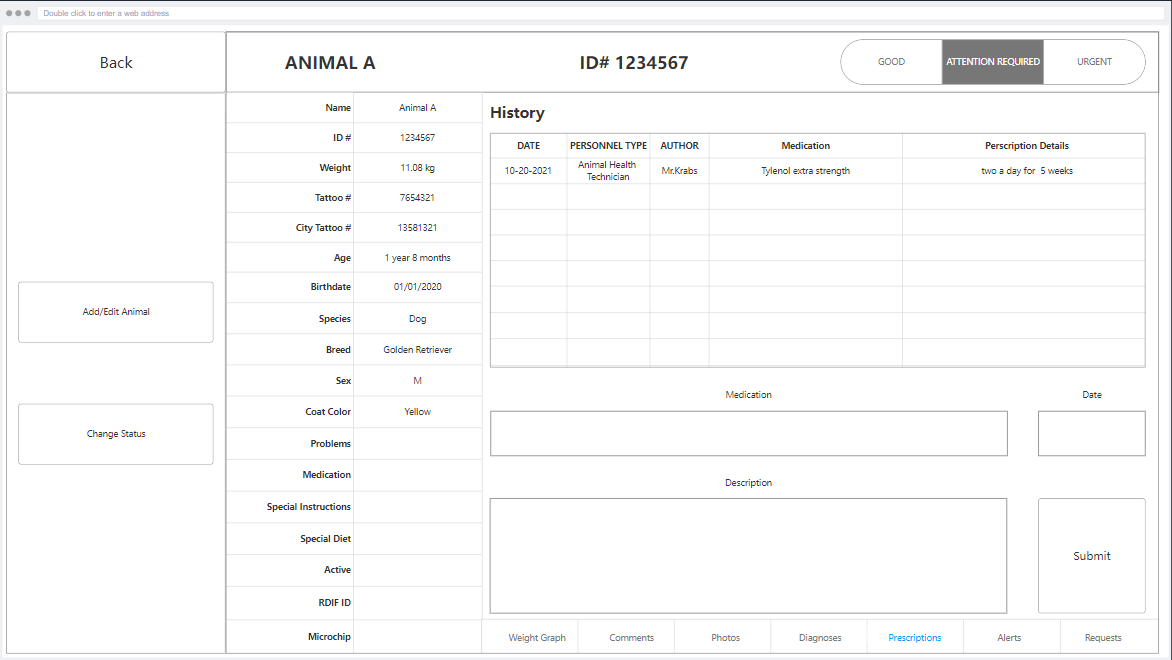 Double click to enter a web address
Back
ANIMAL A
ID# 1234567
GOOD
ATTENTION REQUIRED
URGENT
Add/Edit Animal
Change Status
Name Animal A
ID # 1234567
Weight 11.08 kg
Tattoo # 7654321
City Tattoo # 13581321
Age 1 year 8 months
Birthdate 01/01/2020
Species Dog
Breed Golden Retriever
Sex M
Coat Color Yellow
Problems
Medication
Special Instructions
Special Diet
Active
RDIF ID
Microchip
History
DATE PERSONNEL TYPE AUTHOR Medication Perscription Details
10-20-2021 Animal Health Technician Mr.Krabs Tylenol extra strength two a day for 5 weeks
Medication
Date
Description
Submit
Weight Graph Comments Photos Diagnoses Prescriptions Alerts Requests